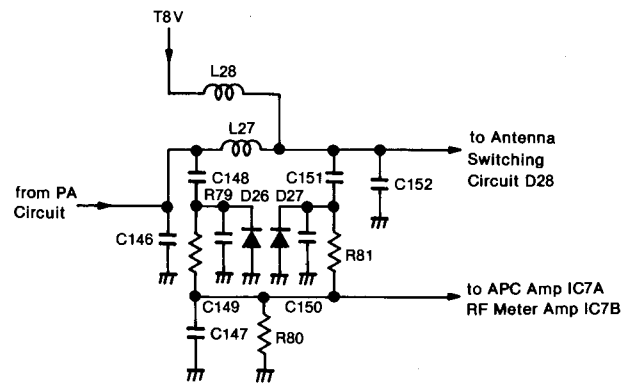 T8V
L28
L27
to Antenna
Switching
Circuit D28
C148
C151
C152
from PA
Circuit
R79
D26
D27
C146
R81
C149
C150
to APC Amp IC7A
RF Meter Amp IC7B
C147
R80